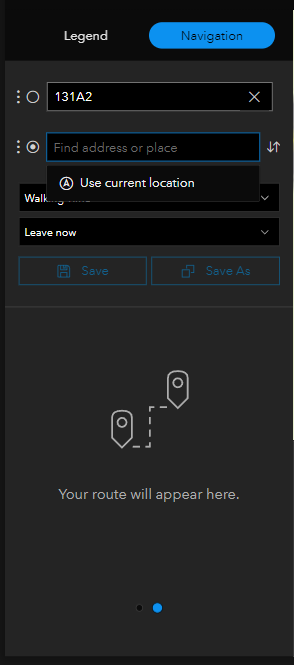 Legend
Navigation
131A2
Find address or place
Use current location
Leave now
Save
Save As
Your route will appear here.